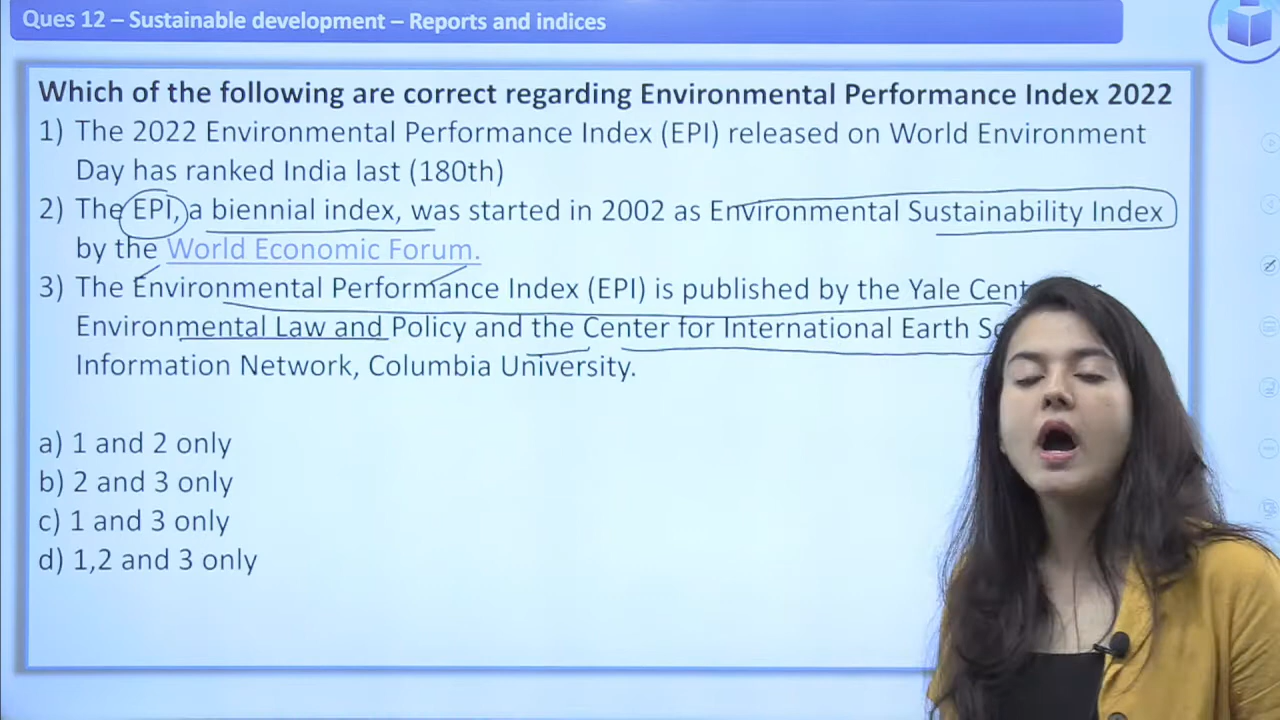 Ques 12 – Sustainable development – Reports and indices
Which of the following are correct regarding Environmental Performance Index 2022
1) The 2022 Environmental Performance Index (EPI) released on World Environment
Day has ranked India last (180th)
2) The EPI, a biennial index, was started in 2002 as Environmental Sustainability Index
by the World Economic Forum.
3) The Environmental Performance Index (EPI) is published by the Yale
Environmental Law and Policy and the Center for International Earth
Information Network, Columbia University.
a) 1 and 2 only
b) 2 and 3 only
c) 1 and 3 only
d) 1,2 and 3 only